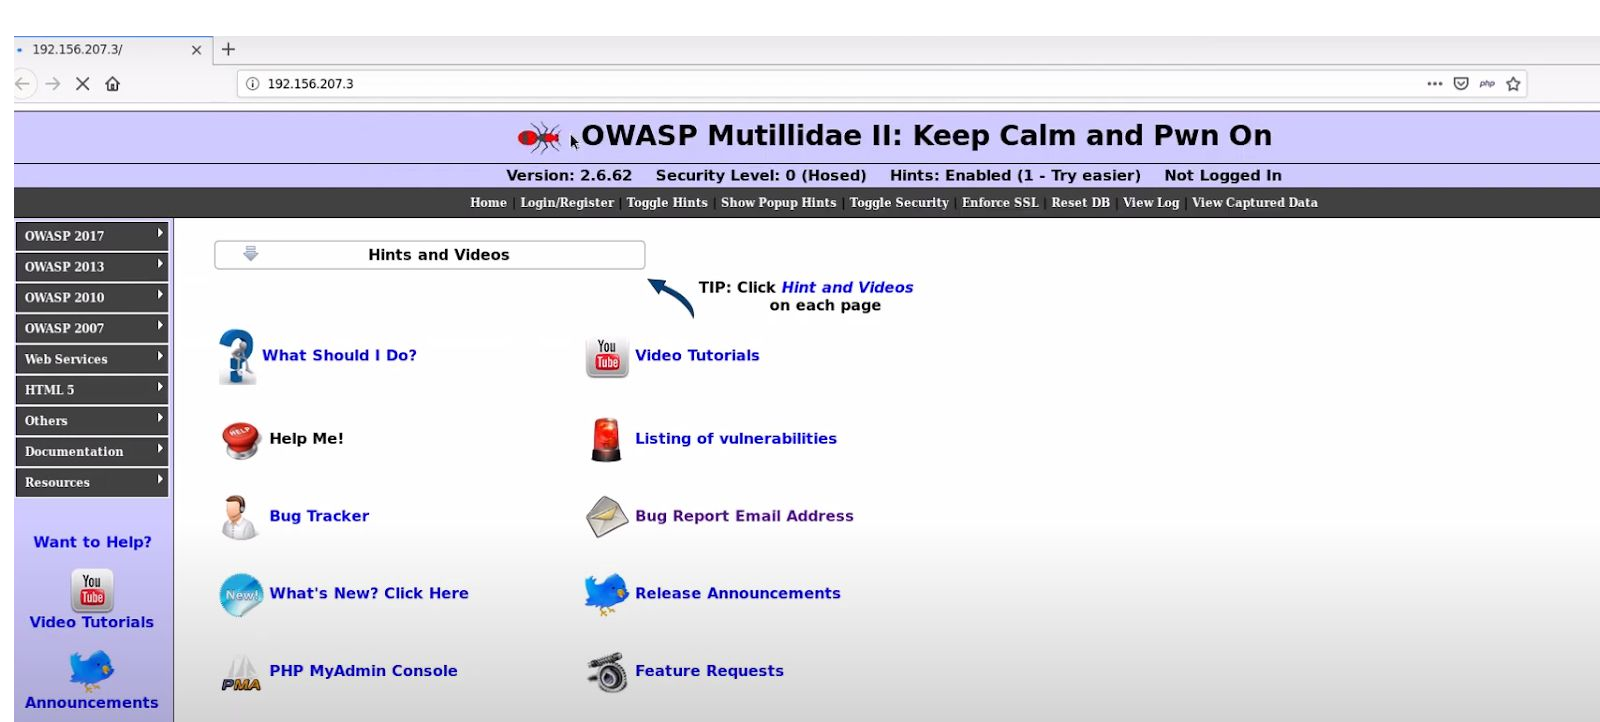 192.156.207.3/
192.156.207.3
php
OWASP Mutillidae II: Keep Calm and Pwn On
Version: 2.6.62 Security Level: 0 (Hosed) Hints: Enabled (1 - Try easier) Not Logged In
Home | Login/Register | Toggle Hints | Show Popup Hints | Toggle Security | Enforce SSL | Reset DB | View Log | View Captured Data
OWASP 2017
OWASP 2013
OWASP 2010
OWASP 2007
Web Services
HTML 5
Others
Documentation
Resources
Want to Help?
You
Tube
Video Tutorials
Announcements
Hints and Videos
TIP: Click Hint and Videos
on each page
What Should I Do?
You
Tube
Video Tutorials
HELP
Help Me!
Listing of vulnerabilities
Bug Tracker
Bug Report Email Address
New!
What's New? Click Here
Release Announcements
PMA
PHP MyAdmin Console
Feature Requests